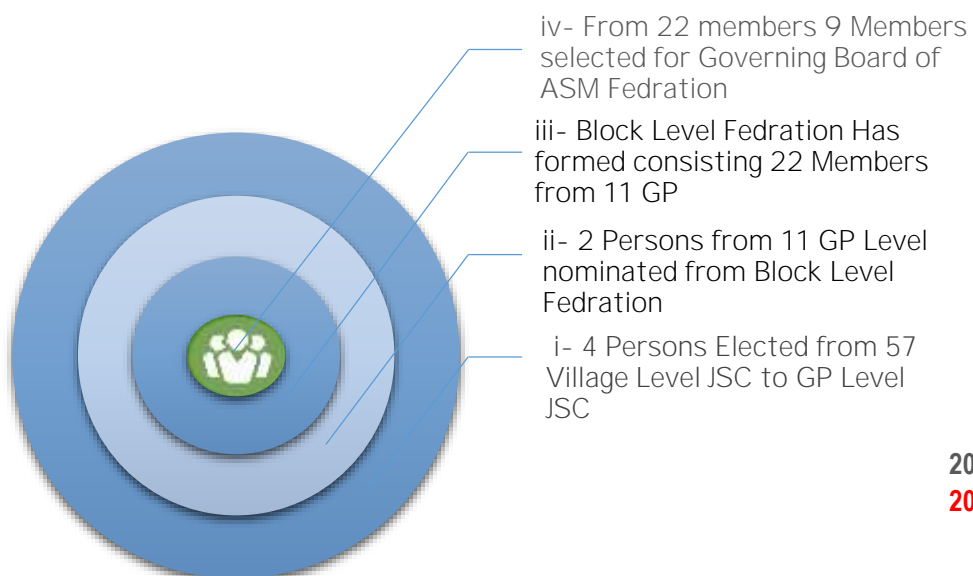 iv- From 22 members 9 Members
selected for Governing Board of
ASM Fedration
iii- Block Level Fedration Has
formed consisting 22 Members
from 11 GP
ii- 2 Persons from 11 GP Level
nominated from Block Level
Fedration
i- 4 Persons Elected from 57
Village Level JSC to GP Level
JSC
20
20